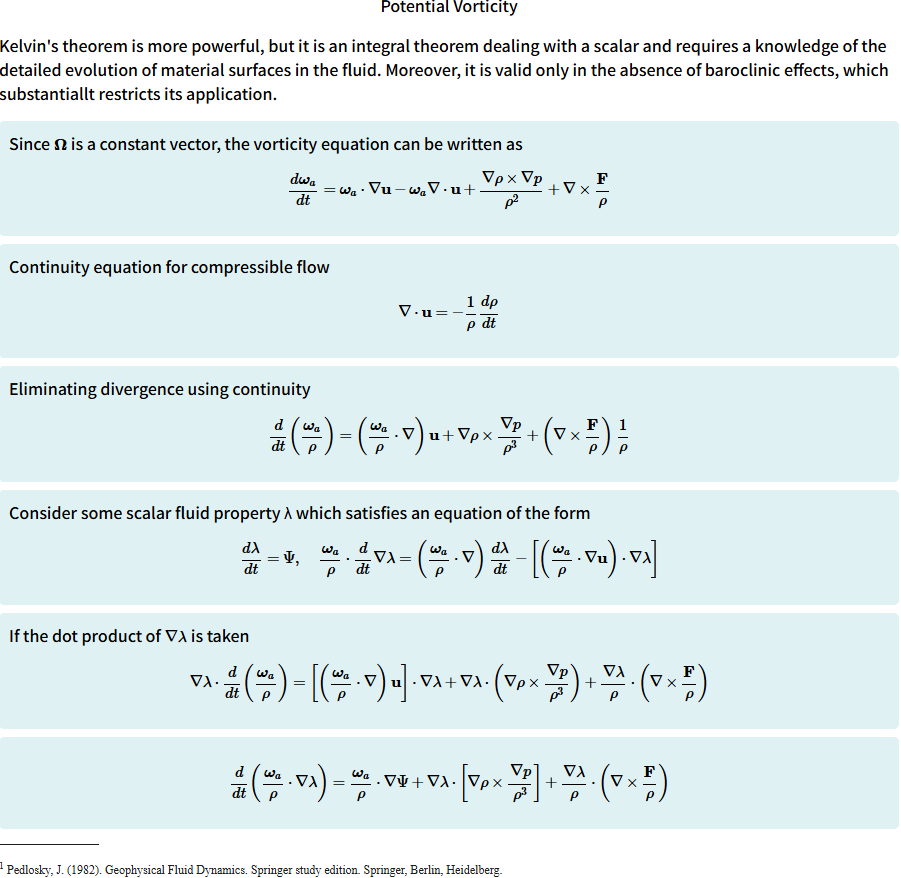 Potential Vorticity
Kelvin's theorem is more powerful, but it is an integral theorem dealing with a scalar and requires a knowledge of the
detailed evolution of material surfaces in the fluid. Moreover, it is valid only in the absence of baroclinic effects, which
substantiallt restricts its application.
Since 𝛀 is a constant vector, the vorticity equation can be written as
$\frac{d\boldsymbol{\omega}_a}{dt} = \boldsymbol{\omega}_a \cdot \nabla \mathbf{u} - \boldsymbol{\omega}_a \nabla \cdot \mathbf{u} + \frac{\nabla\rho \times \nabla p}{\rho^2} + \nabla \times \frac{\mathbf{F}}{\rho}$
Continuity equation for compressible flow
$\nabla \cdot \mathbf{u} = -\frac{1}{\rho} \frac{d\rho}{dt}$
Eliminating divergence using continuity
$\frac{d}{dt} \left( \frac{\boldsymbol{\omega}_a}{\rho} \right) = \left( \frac{\boldsymbol{\omega}_a}{\rho} \cdot \nabla \right) \mathbf{u} + \nabla\rho \times \frac{\nabla p}{\rho^3} + \left( \nabla \times \frac{\mathbf{F}}{\rho} \right) \frac{1}{\rho}$
Consider some scalar fluid property λ which satisfies an equation of the form
$\frac{d\lambda}{dt} = \Psi, \quad \frac{\boldsymbol{\omega}_a}{\rho} \cdot \frac{d}{dt} \nabla\lambda = \left( \frac{\boldsymbol{\omega}_a}{\rho} \cdot \nabla \right) \frac{d\lambda}{dt} - \left[ \left( \frac{\boldsymbol{\omega}_a}{\rho} \cdot \nabla \mathbf{u} \right) \cdot \nabla\lambda \right]$
If the dot product of ∇λ is taken
$\nabla\lambda \cdot \frac{d}{dt} \left( \frac{\boldsymbol{\omega}_a}{\rho} \right) = \left[ \left( \frac{\boldsymbol{\omega}_a}{\rho} \cdot \nabla \right) \mathbf{u} \right] \cdot \nabla\lambda + \nabla\lambda \cdot \left( \nabla\rho \times \frac{\nabla p}{\rho^3} \right) + \frac{\nabla\lambda}{\rho} \cdot \left( \nabla \times \frac{\mathbf{F}}{\rho} \right)$
$\frac{d}{dt} \left( \frac{\boldsymbol{\omega}_a}{\rho} \cdot \nabla\lambda \right) = \frac{\boldsymbol{\omega}_a}{\rho} \cdot \nabla\Psi + \nabla\lambda \cdot \left[ \nabla\rho \times \frac{\nabla p}{\rho^3} \right] + \frac{\nabla\lambda}{\rho} \cdot \left( \nabla \times \frac{\mathbf{F}}{\rho} \right)$
1 Pedlosky, J. (1982). Geophysical Fluid Dynamics. Springer study edition. Springer, Berlin, Heidelberg.